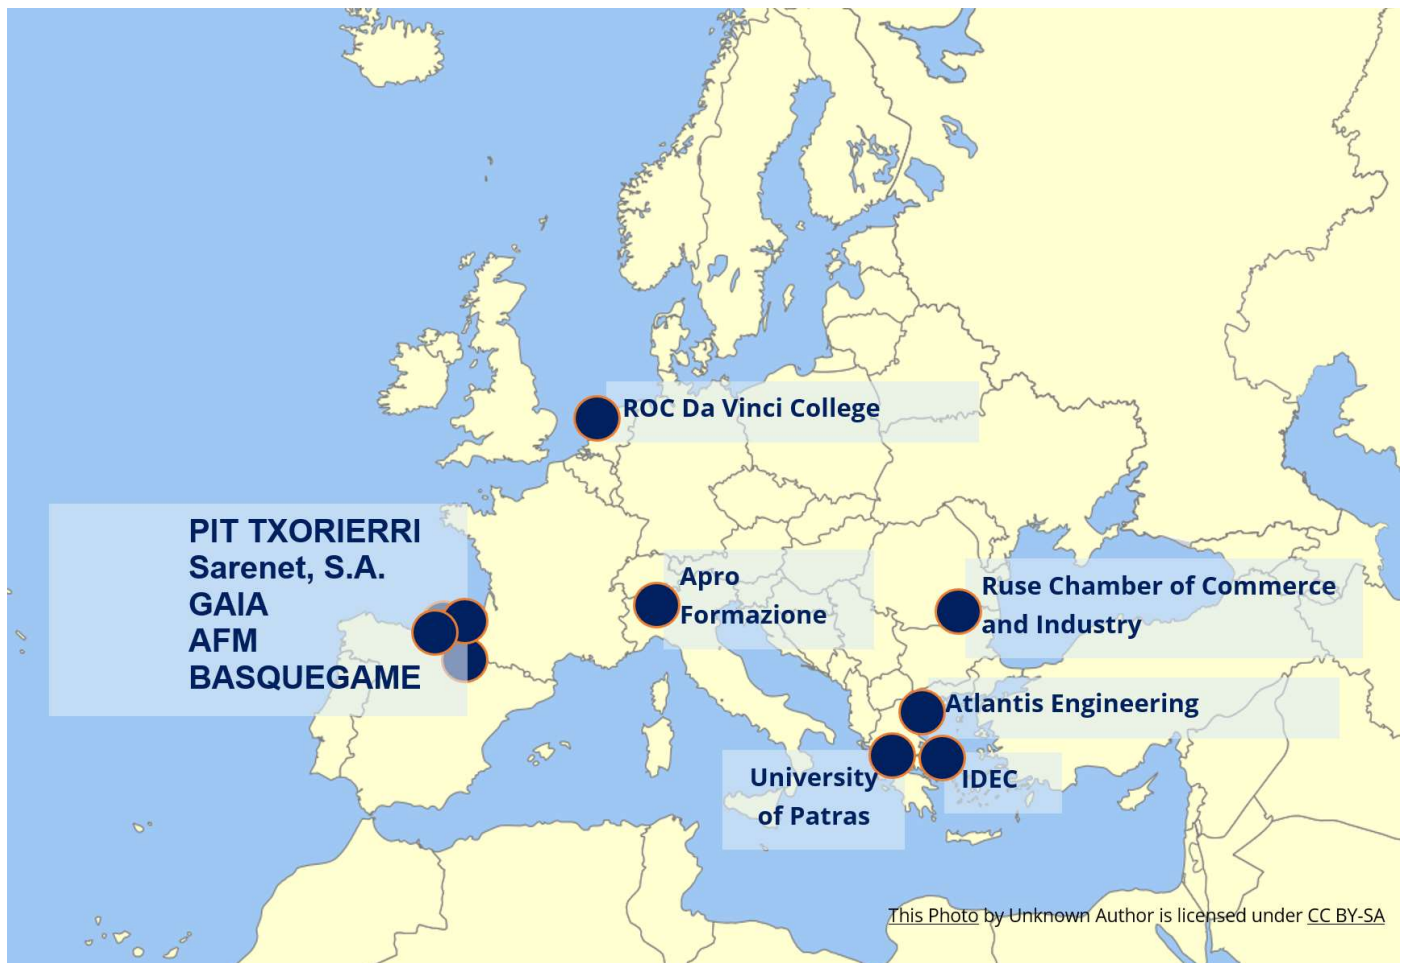 ROC Da Vinci College
PIT TXORIERRI
Sarenet, S.A.
GAIA
AFM
BASQUEGAME
Apro
Formazione
Ruse Chamber of Commerce
and Industry
Atlantis Engineering
University
of Patras
IDEC
This Photo by Unknown Author is licensed under CC BY-SA